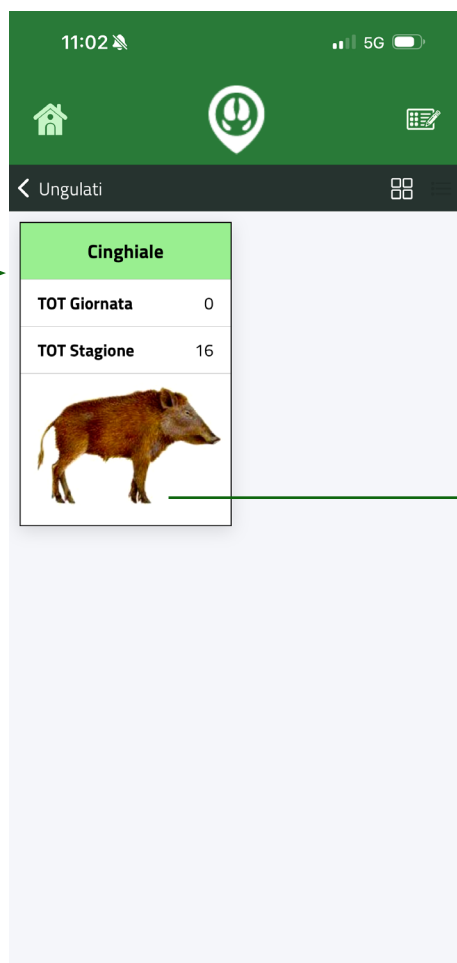 11:02
5G
Ungulati
Cinghiale
TOT Giornata 0
TOT Stagione 16